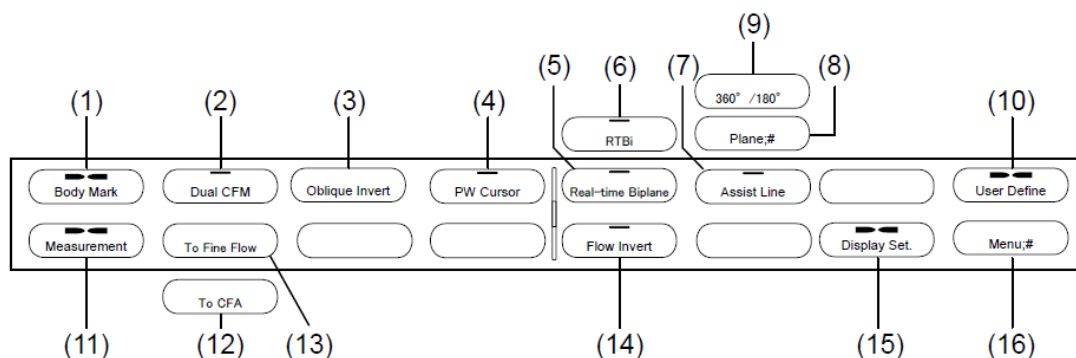 (9)
(5) (6) (7) (8)
360° /180°
(1) (2) (3) (4) (10)
RTBi Plane;#
Body Mark Dual CFM Oblique Invert PW Cursor Real-time Biplane Assist Line User Define
Measurement To Fine Flow Flow Invert Display Set. Menu;#
To CFA
(11) (12) (13) (14) (15) (16)